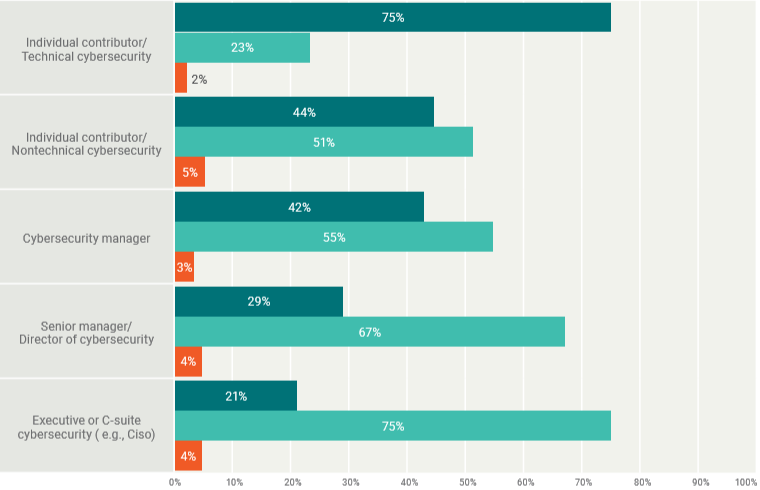 75%
Individual contributor/
Technical cybersecurity
23%
2%
44%
Individual contributor/
Nontechnical cybersecurity
51%
5%
42%
Cybersecurity manager
55%
3%
29%
Senior manager/
Director of cybersecurity
67%
4%
21%
Executive or C-suite
cybersecurity ( e.g., Ciso)
75%
4%
0% 10% 20% 30% 40% 50% 60% 70% 80% 90% 100%